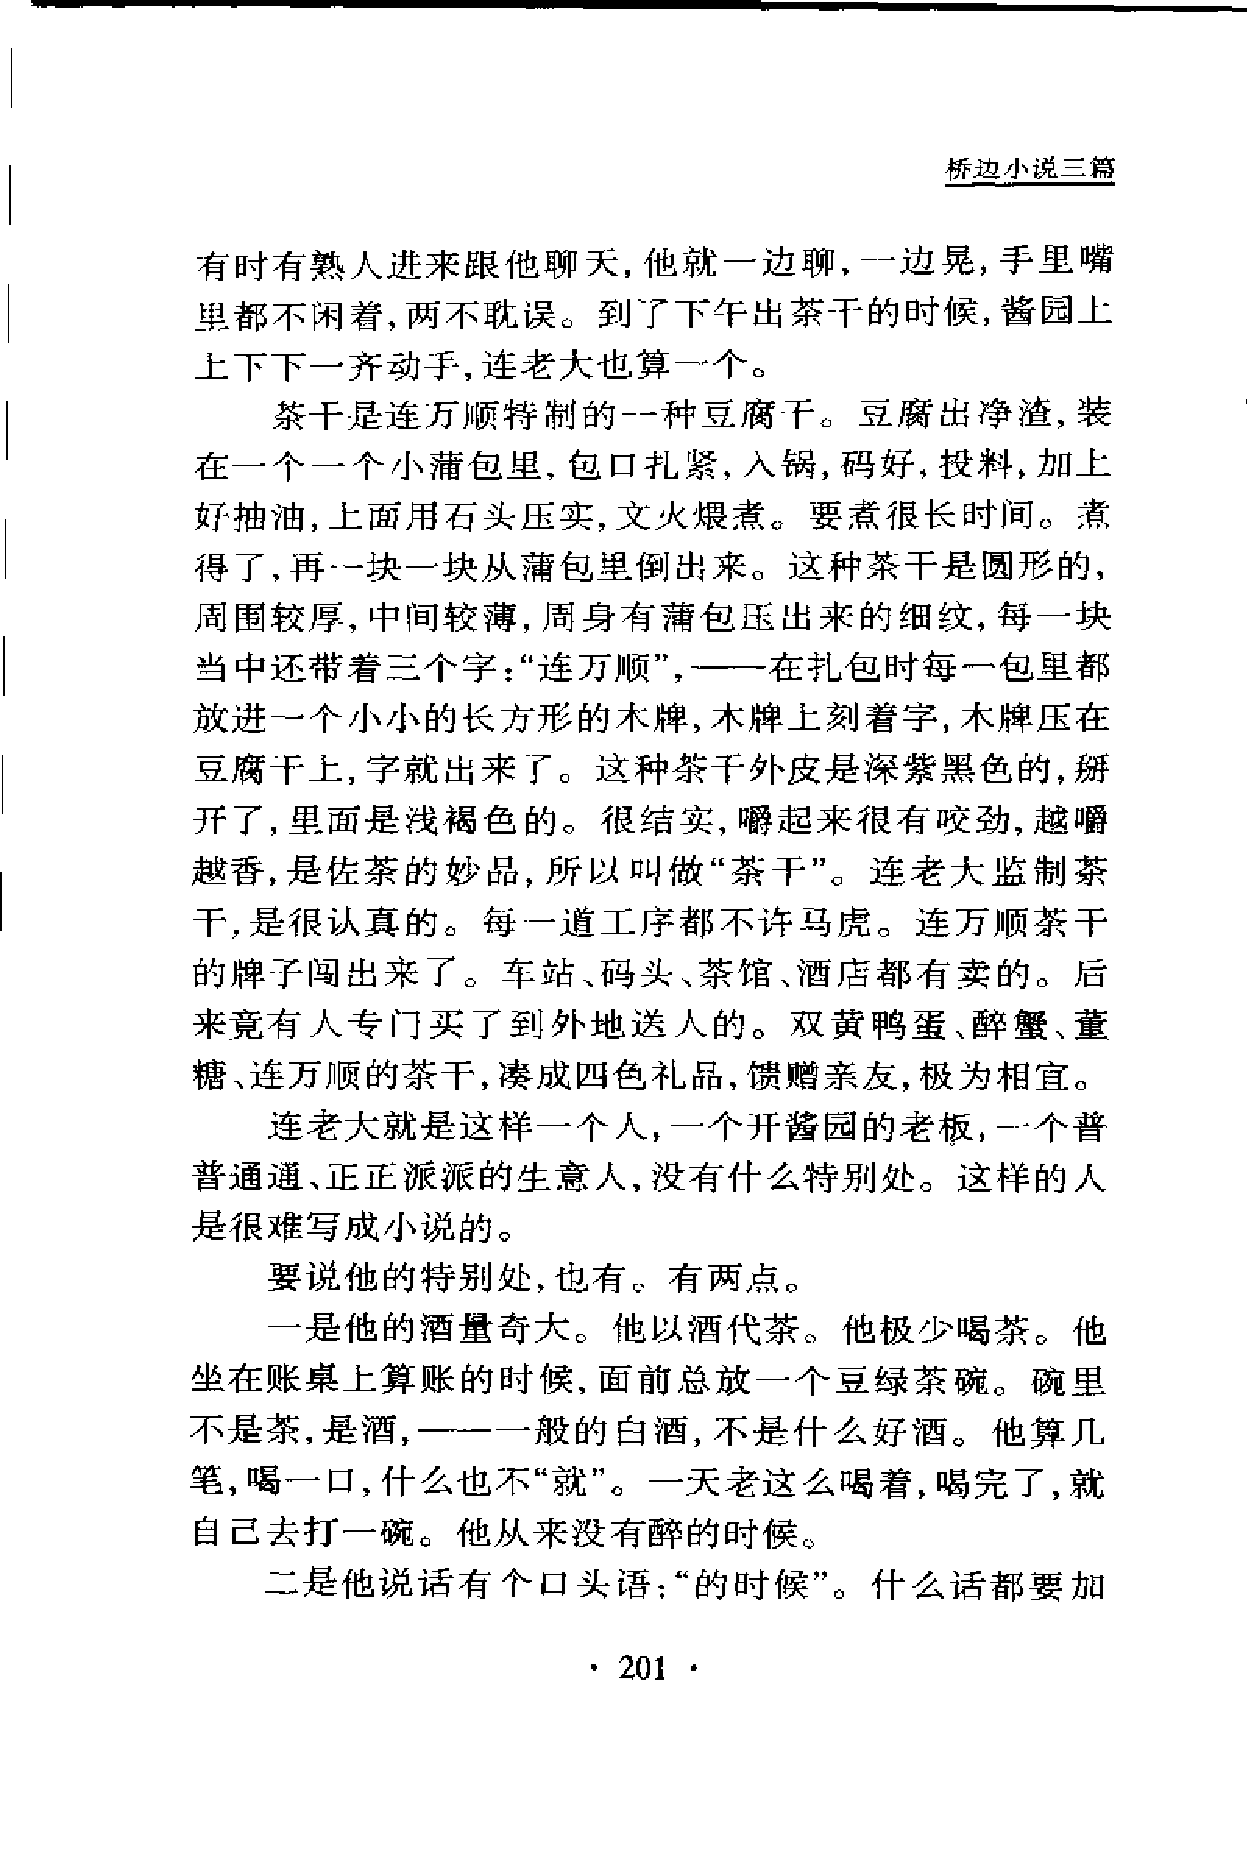 桥边小说三篇
有时有熟人进来跟他聊天，他就一边聊，一边晃，手里嘴
里都不闲着，两不耽误。到了下午出茶干的时候，酱园上
上下下一齐动手，连老大也算一个。
茶干是连万顺特制的一种豆腐干。豆腐出净渣，装
在一个一个小蒲包里，包口扎紧，入锅，码好，投料，加上
好抽油，上面用石头压实，文火煨煮。要煮很长时间。煮
得了，再一块一块从蒲包里倒出来。这种茶干是圆形的，
周围较厚，中间较薄，周身有蒲包压出来的细纹，每一块
当中还带着三个字：“连万顺”，——在扎包时每一包里都
放进一个小小的长方形的木牌，木牌上刻着字，木牌压在
豆腐干上，字就出来了。这种茶干外皮是深紫黑色的，掰
开了，里面是浅褐色的。很结实，嚼起来很有咬劲，越嚼
越香，是佐茶的妙品，所以叫做“茶干”。连老大监制茶
干，是很认真的。每一道工序都不许马虎。连万顺茶干
的牌子闯出来了。车站、码头、茶馆、酒店都有卖的。后
来竟有人专门买了到外地送人的。双黄鸭蛋、醉蟹、董
糖、连万顺的茶干，凑成四色礼品，馈赠亲友，极为相宜。
连老大就是这样一个人，一个开酱园的老板，一个普
普通通、正正派派的生意人，没有什么特别处。这样的人
是很难写成小说的。
要说他的特别处，也有。有两点。
一是他的酒量奇大。他以酒代茶。他极少喝茶。他
坐在账桌上算账的时候，面前总放一个豆绿茶碗。碗里
不是茶，是酒，——一般的白酒，不是什么好酒。他算几
笔，喝一口，什么也不“就”。一天老这么喝着，喝完了，就
自己去打一碗。他从来没有醉的时候。
二是他说话有个口头语：“的时候”。什么话都要加
· 201 ·